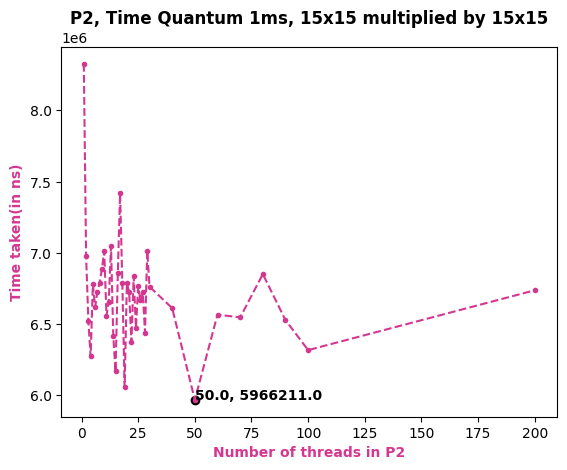 P2, Time Quantum 1ms, 15x15 multiplied by 15x15
1e6
8.0
7.5
7.0
6.5
6.0
Time taken(in ns)
50.0, 5966211.0
0 25 50 75 100 125 150 175 200
Number of threads in P2